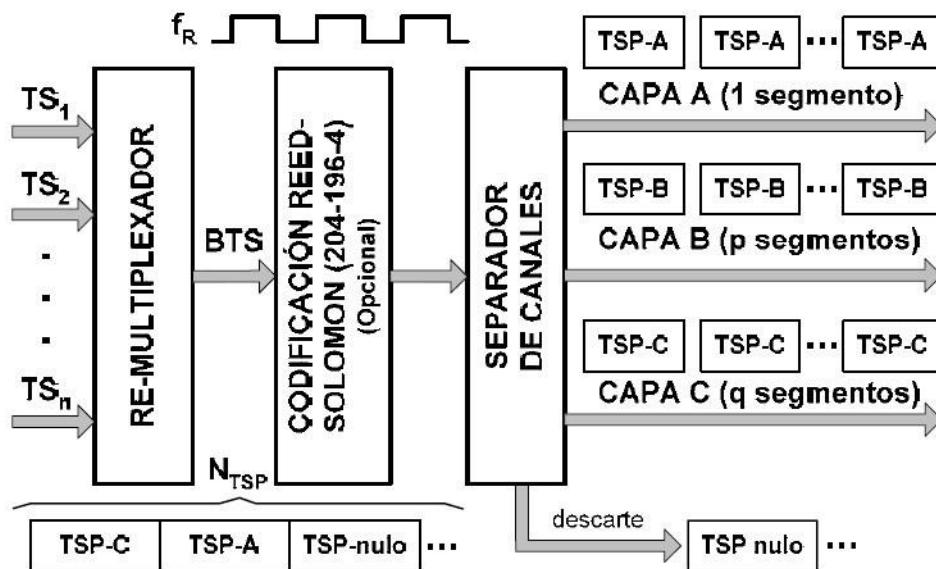 f_R
TSP-A TSP-A ... TSP-A
CAPA A (1 segmento)
TS_1
TS_2
TS_n
RE-MULTIPLEXADOR
BTS
CODIFICACIÓN REED-
SOLOMON (204-196-4)
(Opcional)
SEPARADOR
DE CANALES
TSP-B TSP-B ... TSP-B
CAPA B (p segmentos)
TSP-C TSP-C ... TSP-C
CAPA C (q segmentos)
N_TSP
TSP-C TSP-A TSP-nulo ...
descarte
TSP nulo ...